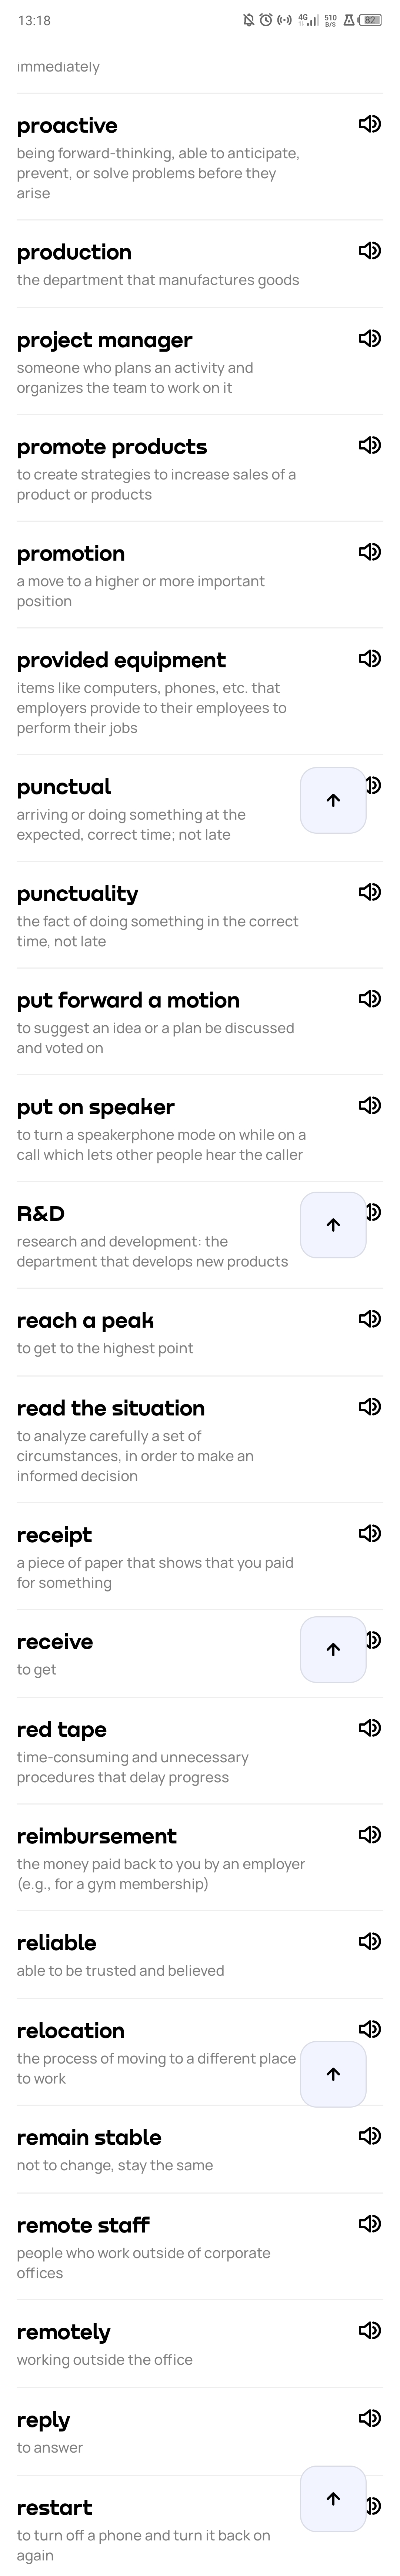 13:18
4G
510
B/S
82
immediately
proactive
being forward-thinking, able to anticipate,
prevent, or solve problems before they
arise
production
the department that manufactures goods
project manager
someone who plans an activity and
organizes the team to work on it
promote products
to create strategies to increase sales of a
product or products
promotion
a move to a higher or more important
position
provided equipment
items like computers, phones, etc. that
employers provide to their employees to
perform their jobs
punctual
arriving or doing something at the
expected, correct time; not late
punctuality
the fact of doing something in the correct
time, not late
put forward a motion
to suggest an idea or a plan be discussed
and voted on
put on speaker
to turn a speakerphone mode on while on a
call which lets other people hear the caller
R&D
research and development: the
department that develops new products
reach a peak
to get to the highest point
read the situation
to analyze carefully a set of
circumstances, in order to make an
informed decision
receipt
a piece of paper that shows that you paid
for something
receive
to get
red tape
time-consuming and unnecessary
procedures that delay progress
reimbursement
the money paid back to you by an employer
(e.g., for a gym membership)
reliable
able to be trusted and believed
relocation
the process of moving to a different place
to work
remain stable
not to change, stay the same
remote staff
people who work outside of corporate
offices
remotely
working outside the office
reply
to answer
restart
to turn off a phone and turn it back on
again